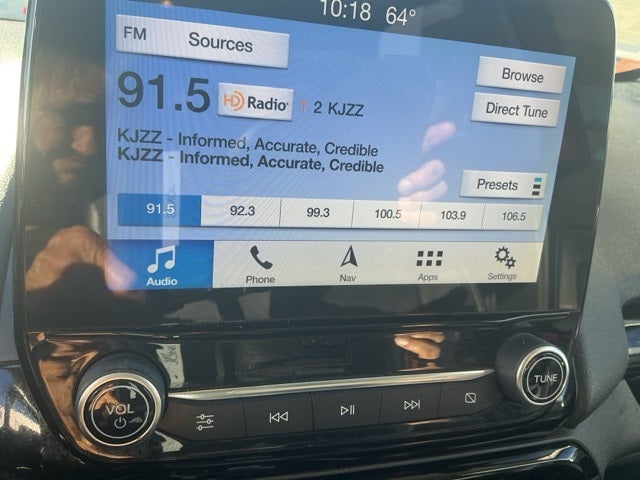 10:18 64°
FM Sources
Browse
91.5 HD Radio 1 2 KJZZ
Direct Tune
KJZZ - Informed, Accurate, Credible
KJZZ - Informed, Accurate, Credible
Presets
91.5 92.3 99.3 100.5 103.9 106.5
Audio Phone Nav Apps Settings
VOL
TUNE